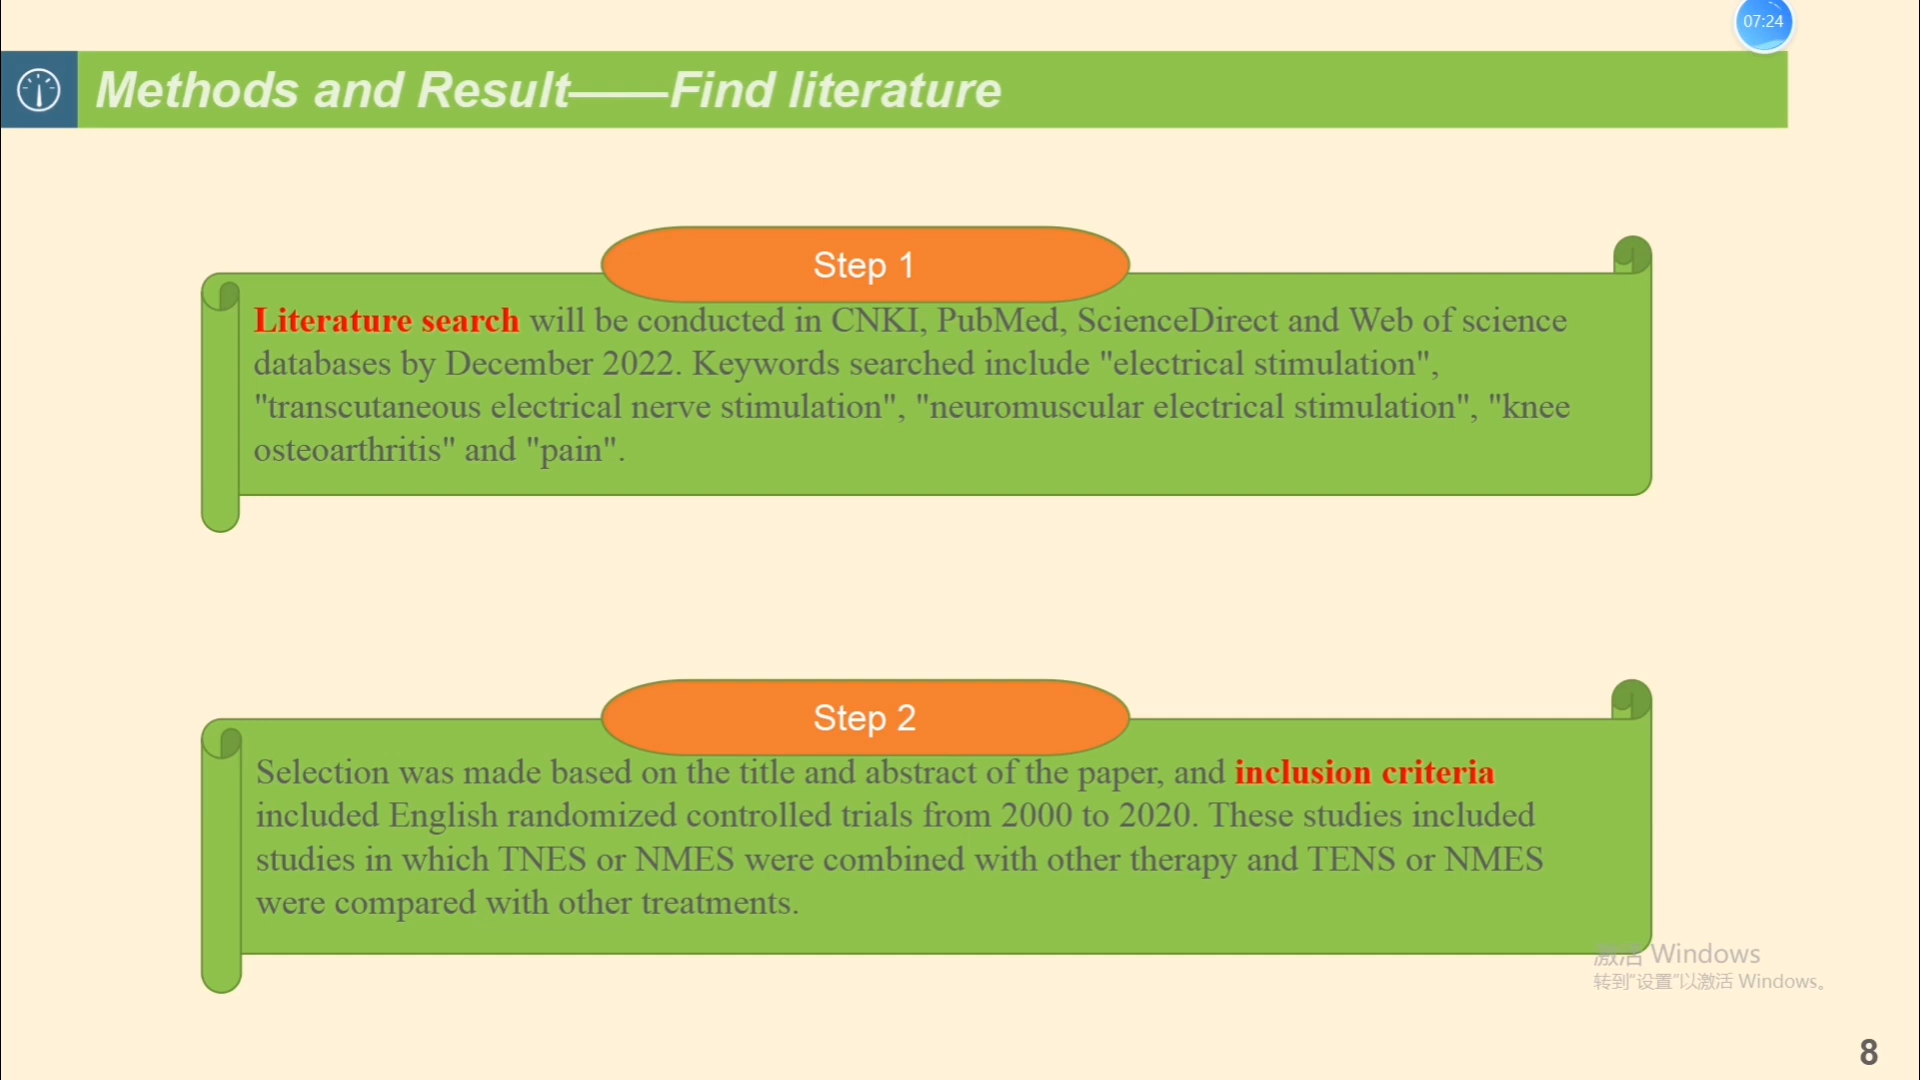 07:24
Methods and Result——Find literature
Step 1
Literature search will be conducted in CNKI, PubMed, ScienceDirect and Web of science
databases by December 2022. Keywords searched include "electrical stimulation",
"transcutaneous electrical nerve stimulation", "neuromuscular electrical stimulation", "knee
osteoarthritis" and "pain".
Step 2
Selection was made based on the title and abstract of the paper, and inclusion criteria
included English randomized controlled trials from 2000 to 2020. These studies included
studies in which TNES or NMES were combined with other therapy and TENS or NMES
were compared with other treatments.
激活 Windows
转到"设置"以激活 Windows。
8